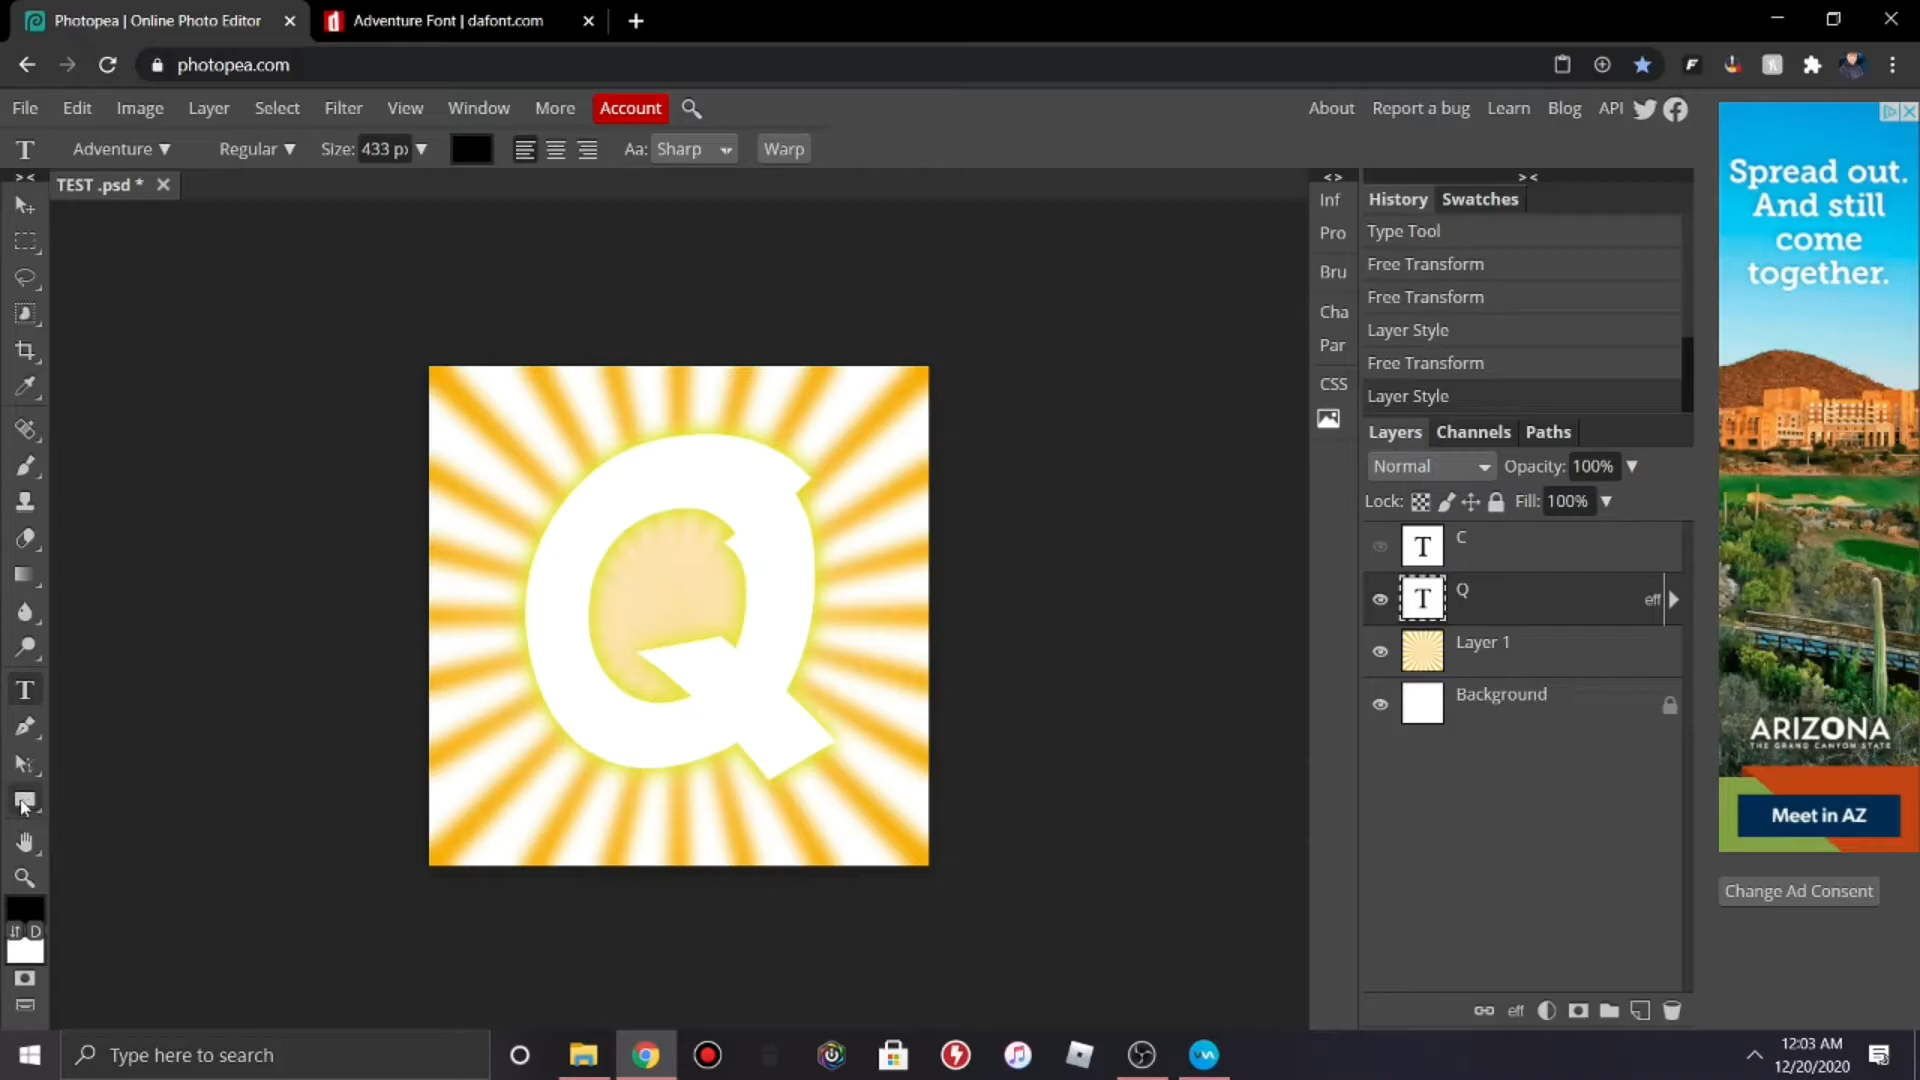 Photopea | Online Photo Editor
Adventure Font | dafont.com
photopea.com
File Edit Image Layer Select Filter View Window More Account
About Report a bug Learn Blog API
T Adventure Regular Size: 433 px Aa: Sharp Warp
TEST .psd *
Inf
Pro
Bru
Cha
Par
CSS
History Swatches
Type Tool
Free Transform
Free Transform
Layer Style
Free Transform
Layer Style
Layers Channels Paths
Normal Opacity: 100%
Lock: Fill: 100%
T C
T Q eff
Layer 1
Background
eff
T
D
Q
Spread out.
And still
come
together.
ARIZONA
THE GRAND CANYON STATE
Meet in AZ
Change Ad Consent
Type here to search
12:03 AM
12/20/2020